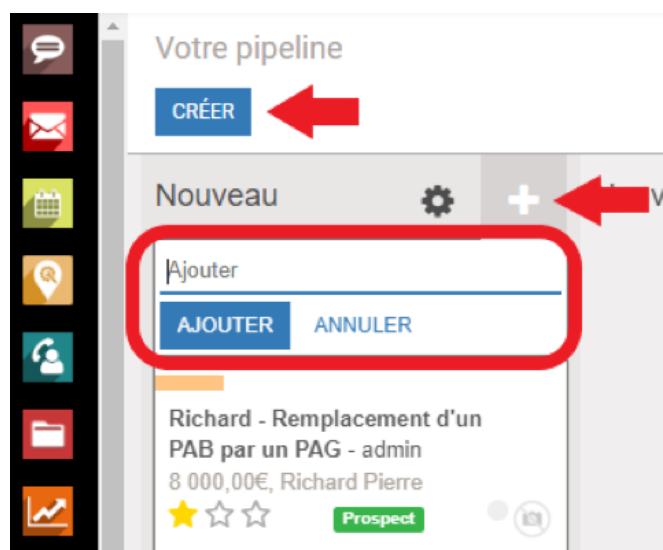 Votre pipeline
CRÉER
Nouveau
Ajouter
AJOUTER ANNULER
Richard - Remplacement d'un
PAB par un PAG - admin
8 000,00€, Richard Pierre
Prospect